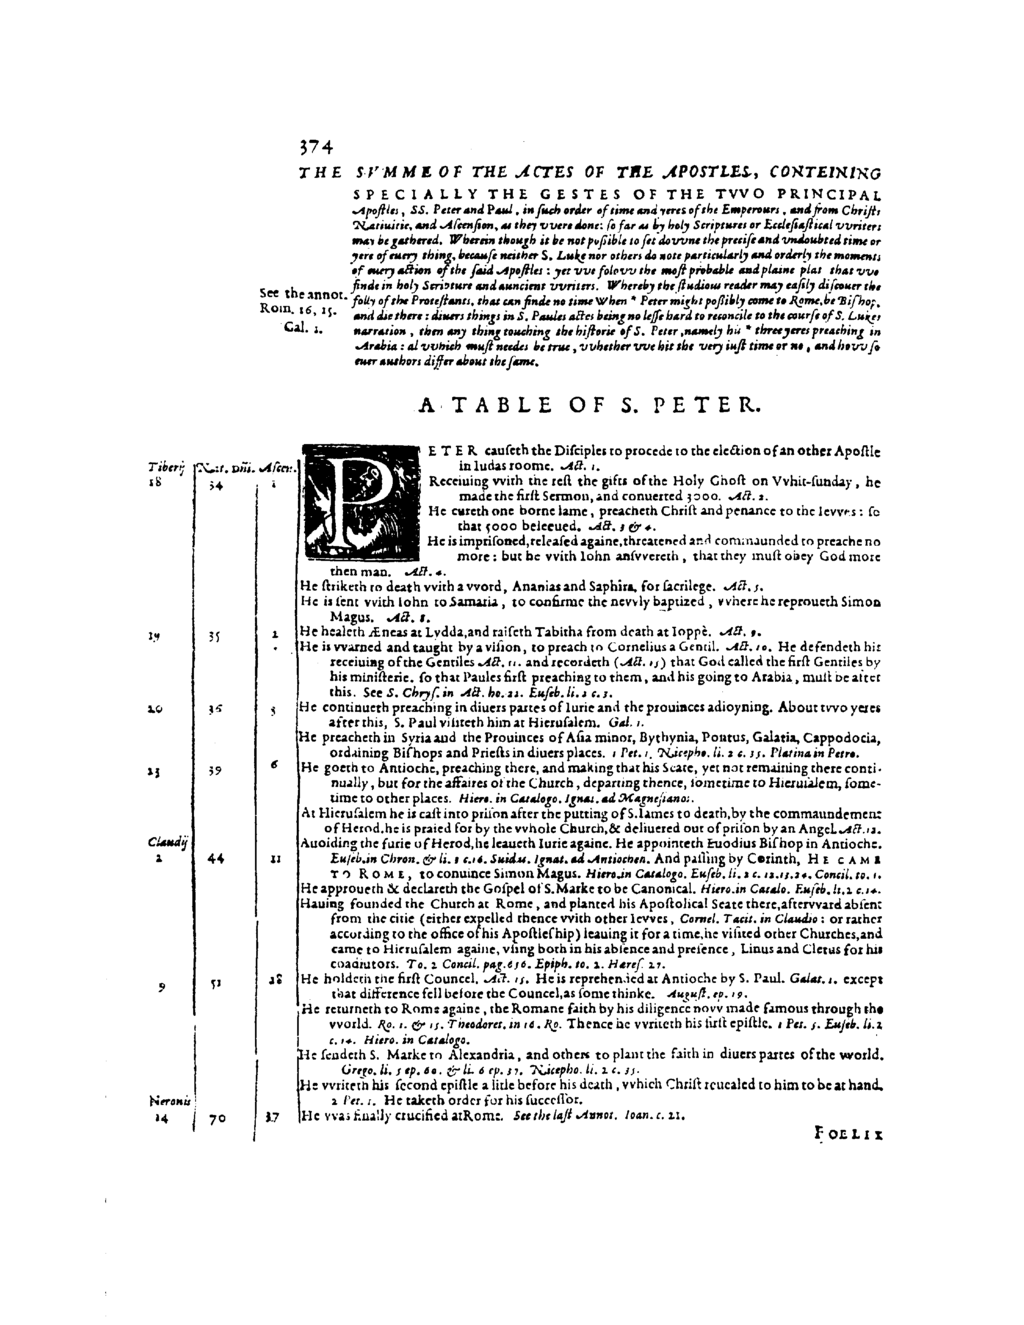 374
THE SVMME OF THE ACTES OF THE APOSTLES, CONTEINING
SPECIALLY THE GESTES OF THE TVVO PRINCIPAL
Apoſtles, SS. Peter and Paul, in ſuch order of time and yeres of the Emperours, and from Chriſts
Natiuitie, and Aſcenſion, as they vvere done: ſo far as by holy Scriptures or Eccleſiaſtical vvriters
may be gathered. Wherein though it be not poſsible to ſet dovvne the preciſe and vndoubted time or
yere of euery thing, becauſe neither S. Luke nor others do note particularly and orderly the moments
of euery action of the ſaid Apoſtles: yet vve folovv the moſt probable and plaine plat that vve
finde in holy Scripture and auncient vvriters. Whereby the ſtudious reader may eaſily diſcouer the
See the annot. folly of the Proteſtants, that can finde no time When * Peter might poſsibly come to Rome, be Biſhop,
Rom. 16, 15. and die there: diuers things in S. Paules actes being no leſſe hard to reconcile to the courſe of S. Lukes
Gal. 1. narration, then any thing touching the hiſtorie of S. Peter, namely his * three yeres preaching in
Arabia: al vvhich muſt needes be true, vvhether vve hit the very iuſt time or no, and hovv ſo
euer authors differ about the ſame.
A TABLE OF S. PETER.
PETER cauſeth the Diſciples to procede to the election of an other Apoſtle
Tiberij Nat. Dñi. Aſcen. in Iudas roome. Act. 1.
18 34 1 Receiuing vvith the reſt the gifts of the Holy Ghoſt on Vvhit-ſunday, he
made the firſt Sermon, and conuerted 3000. Act. 2.
He cureth one borne lame, preacheth Chriſt and penance to the Ievves: ſo
that 5000 beleeued. Act. 3 & 4.
He is impriſoned, releaſed againe, threatened and commaunded to preache no
more: but he vvith Iohn anſvvereth, that they muſt obey God more
then man. Act. 4.
He ſtriketh to death vvith a vvord, Ananias and Saphira, for ſacrilege. Act. 5.
He is ſent vvith Iohn to Samaria, to confirme the nevvly baptized, vvhere he reproueth Simon
Magus. Act. 8.
19 35 2 He healeth Æneas at Lydda, and raiſeth Tabitha from death at Ioppè. Act. 9.
He is vvarned and taught by a viſion, to preach to Cornelius a Gentil. Act. 10. He defendeth his
receiuing of the Gentiles Act. 11. and recordeth (Act. 15) that God called the firſt Gentiles by
his miniſterie. ſo that Paules firſt preaching to them, and his going to Arabia, muſt be after
this. See S. Chryſ. in Act. ho. 22. Euſeb. li. 2 c. 3.
20 36 3 He continueth preaching in diuers partes of Iurie and the prouinces adioyning. About tvvo yeres
after this, S. Paul viſiteth him at Hieruſalem. Gal. 1.
He preacheth in Syria and the Prouinces of Aſia minor, Bythynia, Pontus, Galatia, Cappodocia,
ordaining Biſhops and Prieſts in diuers places. 1 Pet. 1. Nicepho. li. 2 c. 35. Platina in Petro.
23 39 6 He goeth to Antioche, preaching there, and making that his Seate, yet not remaining there conti-
nually, but for the affaires of the Church, departing thence, ſometime to Hieruſalem, ſome-
time to other places. Hiero. in Catalogo. Ignat. ad Magneſianos.
At Hieruſalem he is caſt into priſon after the putting of S. Iames to death, by the commaundement
Claudij of Herod. he is praied for by the vvhole Church, & deliuered out of priſon by an Angel. Act. 12.
Auoiding the furie of Herod, he leaueth Iurie againe. He appointeth Euodius Biſhop in Antioche.
2 44 11 Euſeb. in Chron. & li. 3 c. 16. Suidas. Ignat. ad Antiochen. And paſſing by Corinth, HE CAME
TO ROME, to conuince Simon Magus. Hiero. in Catalogo. Euſeb. li. 2 c. 12.13.24. Concil. to. 1.
He approueth & declareth the Goſpel of S. Marke to be Canonical. Hiero. in Catalo. Euſeb. li. 2 c. 14.
Hauing founded the Church at Rome, and planted his Apoſtolical Seate there, aftervvard abſent
from the citie (either expelled thence vvith other Ievves, Cornel. Tacit. in Claudio: or rather
according to the office of his Apoſtleſhip) leauing it for a time, he viſited other Churches, and
came to Hieruſalem againe, vſing both in his abſence and preſence, Linus and Cletus for his
coadiutors. To. 1 Concil. pag. 656. Epiph. to. 2. Hæreſ. 27.
9 51 18 He holdeth the firſt Councel, Act. 15. He is reprehended at Antioche by S. Paul. Galat. 2. except
that difference fell before the Councel, as ſome thinke. Auguſt. ep. 19.
He returneth to Rome againe, the Romane faith by his diligence novv made famous through the
vvorld. Ro. 1. & 15. Theodoret. in 16. Ro. Thence he vvriteth his firſt epiſtle. 1 Pet. 5. Euſeb. li. 2
c. 14. Hiero. in Catalogo.
He ſendeth S. Marke to Alexandria, and others to plant the faith in diuers partes of the world.
Grego. li. 5 ep. 60. & li. 6 ep. 37. Nicepho. li. 2 c. 35.
He vvriteth his ſecond epiſtle a litle before his death, vvhich Chriſt reuealed to him to be at hand.
Neronis 2 Pet. 1. He taketh order for his ſucceſſor.
14 70 37 He vvas finally crucified at Rome. See the laſt Annot. Ioan. c. 21.
FOELIX